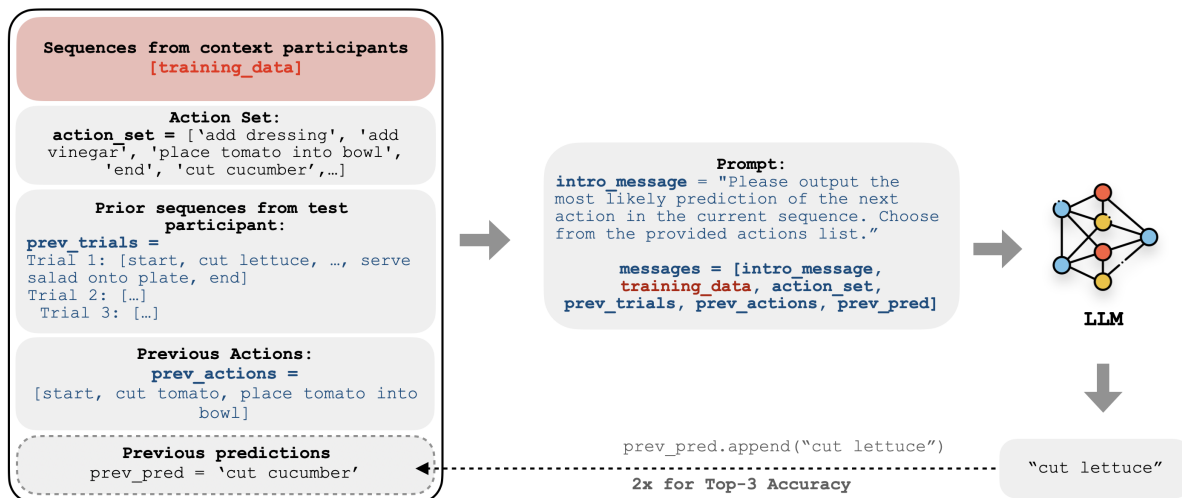 Sequences from context participants
[training_data]
Action Set:
action_set = [‘add dressing', 'add
vinegar', 'place tomato into bowl',
'end', 'cut cucumber’,…]
Prior sequences from test
participant:
prev_trials =
Trial 1: [start, cut lettuce, …, serve
salad onto plate, end]
Trial 2: […]
Trial 3: […]
Previous Actions:
prev_actions =
[start, cut tomato, place tomato into
bowl]
Previous predictions
prev_pred = ‘cut cucumber’
Prompt:
intro_message = "Please output the
most likely prediction of the next
action in the current sequence. Choose
from the provided actions list.”
messages = [intro_message,
training_data, action_set,
prev_trials, prev_actions, prev_pred]
LLM
“cut lettuce”
prev_pred.append(“cut lettuce”)
2x for Top-3 Accuracy